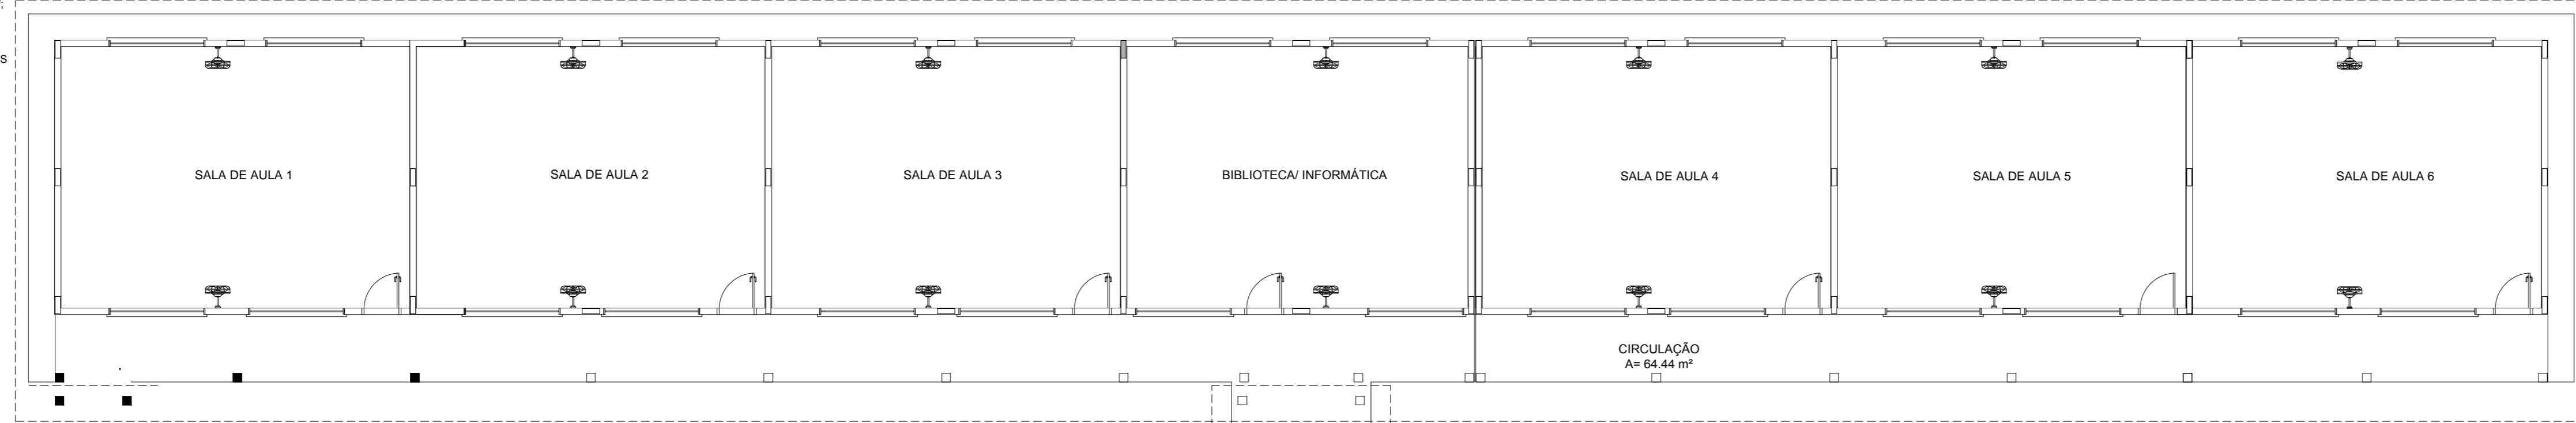 S
SALA DE AULA 1
SALA DE AULA 2
SALA DE AULA 3
BIBLIOTECA/ INFORMÁTICA
SALA DE AULA 4
SALA DE AULA 5
SALA DE AULA 6
CIRCULAÇÃO
A= 64.44 m²